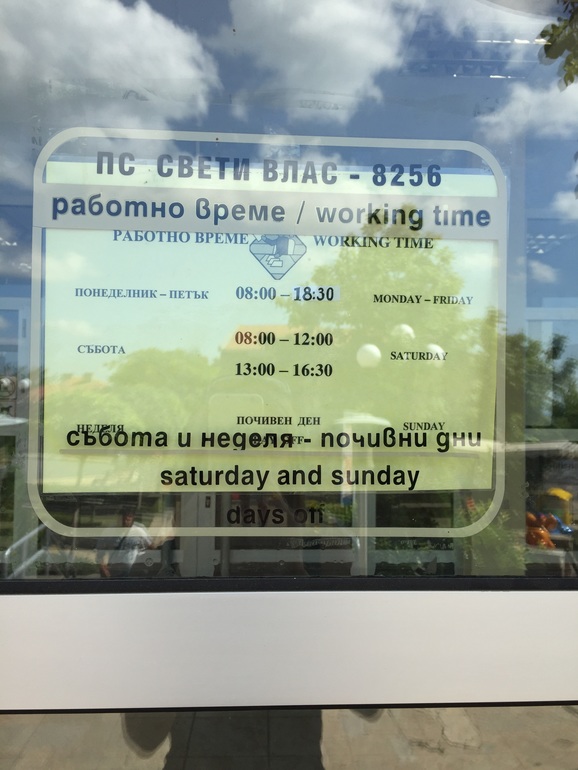 ПС СВЕТИ ВЛАС - 8256
работно време / working time
РАБОТНО ВРЕМЕ WORKING TIME
ПОНЕДЕЛНИК – ПЕТЪК 08:00 – 18:30 MONDAY – FRIDAY
СЪБОТА 08:00 – 12:00 SATURDAY
13:00 – 16:30
НЕДЕЛЯ ПОЧИВЕН ДЕН SUNDAY
събота и неделя - почивни дни
saturday and sunday
days off